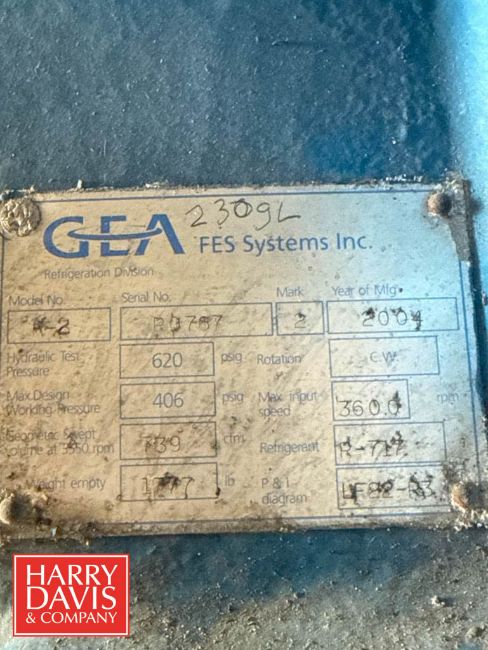 2309L
GEA FES Systems Inc.
Refrigeration Division
Model No. Serial No. Mark Year of Mfg.
2 2004
Hydraulic Test Pressure 620 psig Rotation C.W.
Max.Design Working Pressure 406 psig Max input speed 3600 rpm
Geometric Swept volume at 3550 rpm cfm Refrigerant R-717
Weight empty lb P & I diagram
HARRY
DAVIS
& COMPANY